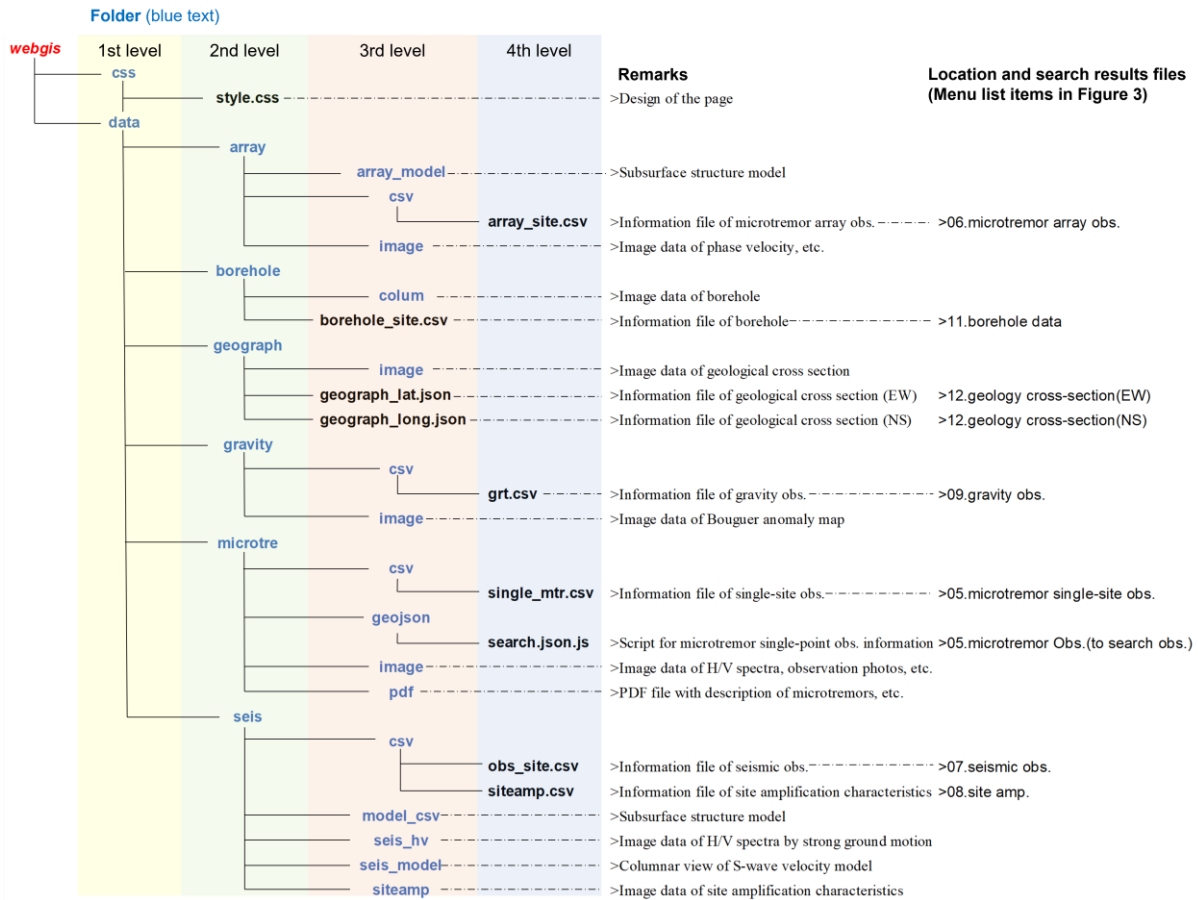 Folder (blue text)
webgis 1st level 2nd level 3rd level 4th level
Remarks Location and search results files
(Menu list items in Figure 3)
css
style.css >Design of the page
data
array
array_model >Subsurface structure model
csv
array_site.csv >Information file of microtremor array obs. >06.microtremor array obs.
image >Image data of phase velocity, etc.
borehole
colum >Image data of borehole
borehole_site.csv >Information file of borehole >11.borehole data
geograph
image >Image data of geological cross section
geograph_lat.json >Information file of geological cross section (EW) >12.geology cross-section(EW)
geograph_long.json >Information file of geological cross section (NS) >12.geology cross-section(NS)
gravity
csv
grt.csv >Information file of gravity obs. >09.gravity obs.
image >Image data of Bouguer anomaly map
microtre
csv
single_mtr.csv >Information file of single-site obs. >05.microtremor single-site obs.
geojson
search.json.js >Script for microtremor single-point obs. information >05.microtremor Obs.(to search obs.)
image >Image data of H/V spectra, observation photos, etc.
pdf >PDF file with description of microtremors, etc.
seis
csv
obs_site.csv >Information file of seismic obs. >07.seismic obs.
siteamp.csv >Information file of site amplification characteristics >08.site amp.
model_csv >Subsurface structure model
seis_hv >Image data of H/V spectra by strong ground motion
seis_model >Columnar view of S-wave velocity model
siteamp >Image data of site amplification characteristics